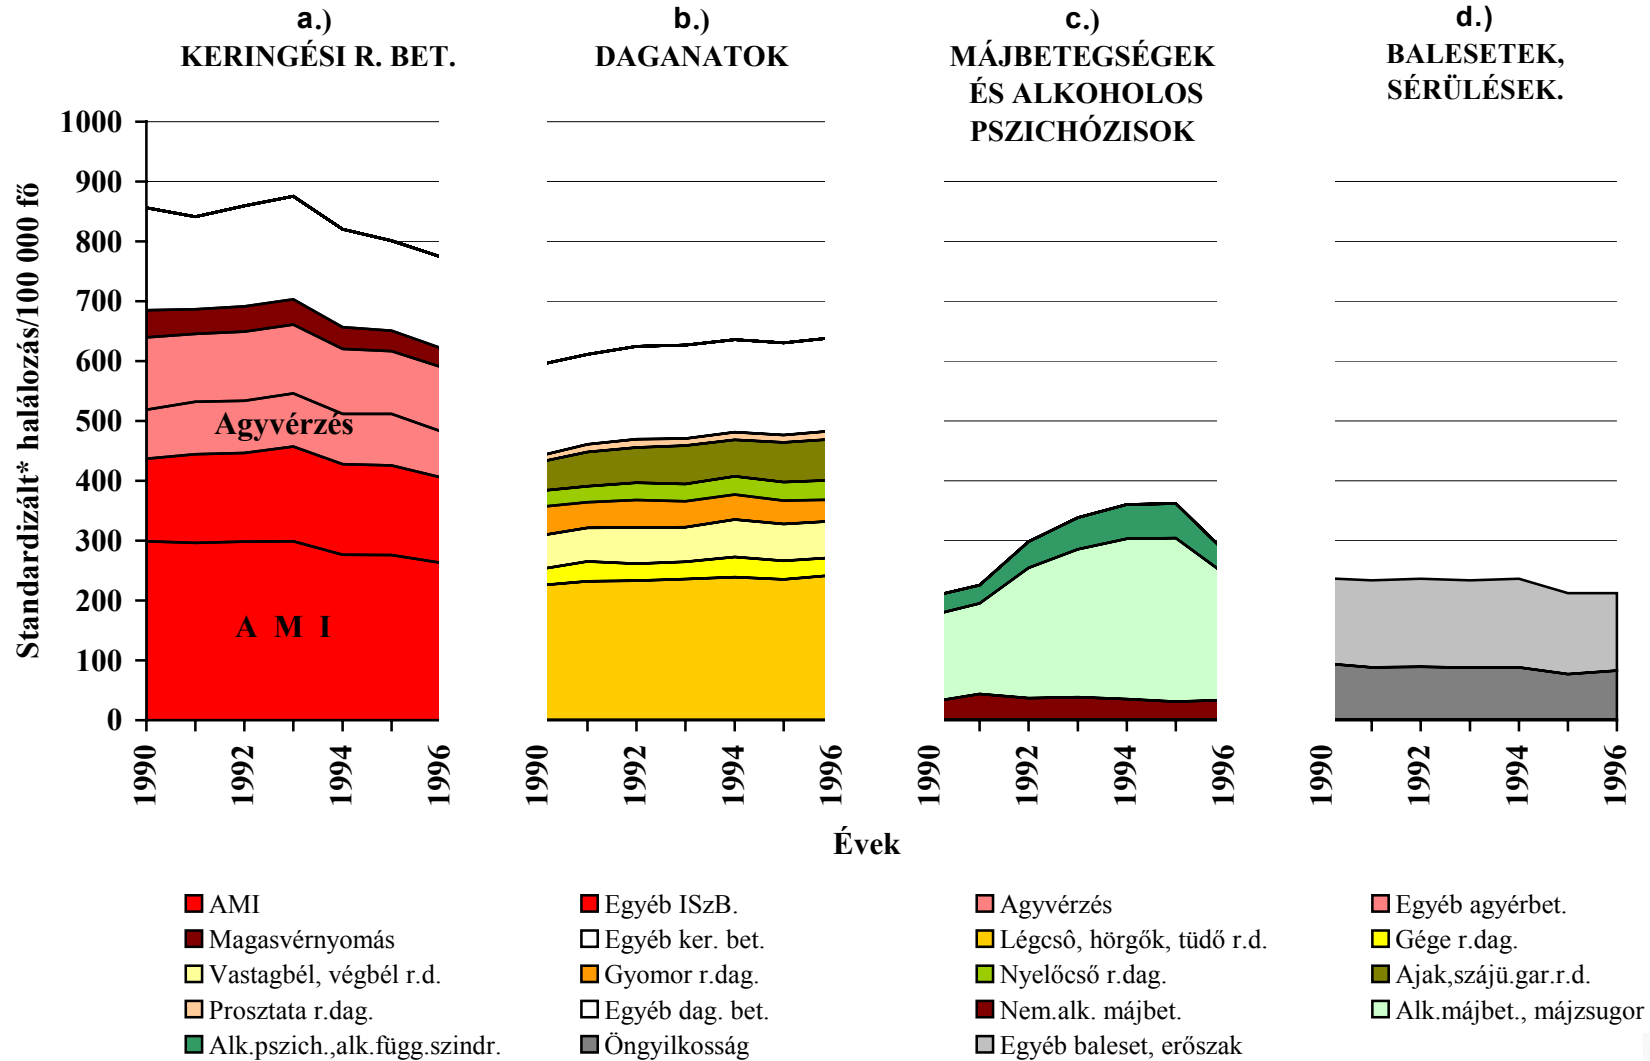 a.)
KERINGÉSI R. BET.
b.)
DAGANATOK
c.)
MÁJBETEGSÉGEK
ÉS ALKOHOLOS
PSZICHÓZISOK
d.)
BALESETEK,
SÉRÜLÉSEK.
Standardizált* halálozás/100 000 fő
1000
900
800
700
600
500
400
300
200
100
0
Agyvérzés
A M I
1990
1992
1994
1996
1990
1992
1994
1996
1990
1992
1994
1996
1990
1992
1994
1996
Évek
AMI
Egyéb ISzB.
Agyvérzés
Egyéb agyérbet.
Magasvérnyomás
Egyéb ker. bet.
Légcsô, hörgők, tüdő r.d.
Gége r.dag.
Vastagbél, végbél r.d.
Gyomor r.dag.
Nyelőcső r.dag.
Ajak,szájü.gar.r.d.
Prosztata r.dag.
Egyéb dag. bet.
Nem.alk. májbet.
Alk.májbet., májzsugor
Alk.pszich.,alk.függ.szindr.
Öngyilkosság
Egyéb baleset, erőszak